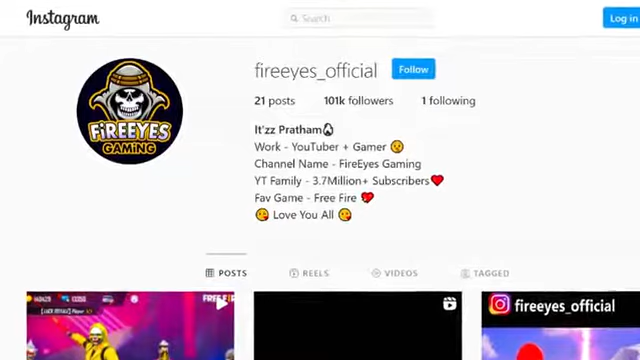 Instagram
Search
Log in
fireeyes_official
Follow
21 posts 101k followers 1 following
FIREEYES
GAMING
It'zz Pratham
Work - YouTuber + Gamer 😟
Channel Name - FireEyes Gaming
YT Family - 3.7Million+ Subscribers❤️
Fav Game - Free Fire 💘
😘 Love You All 😘
POSTS REELS VIDEOS TAGGED
fireeyes_official